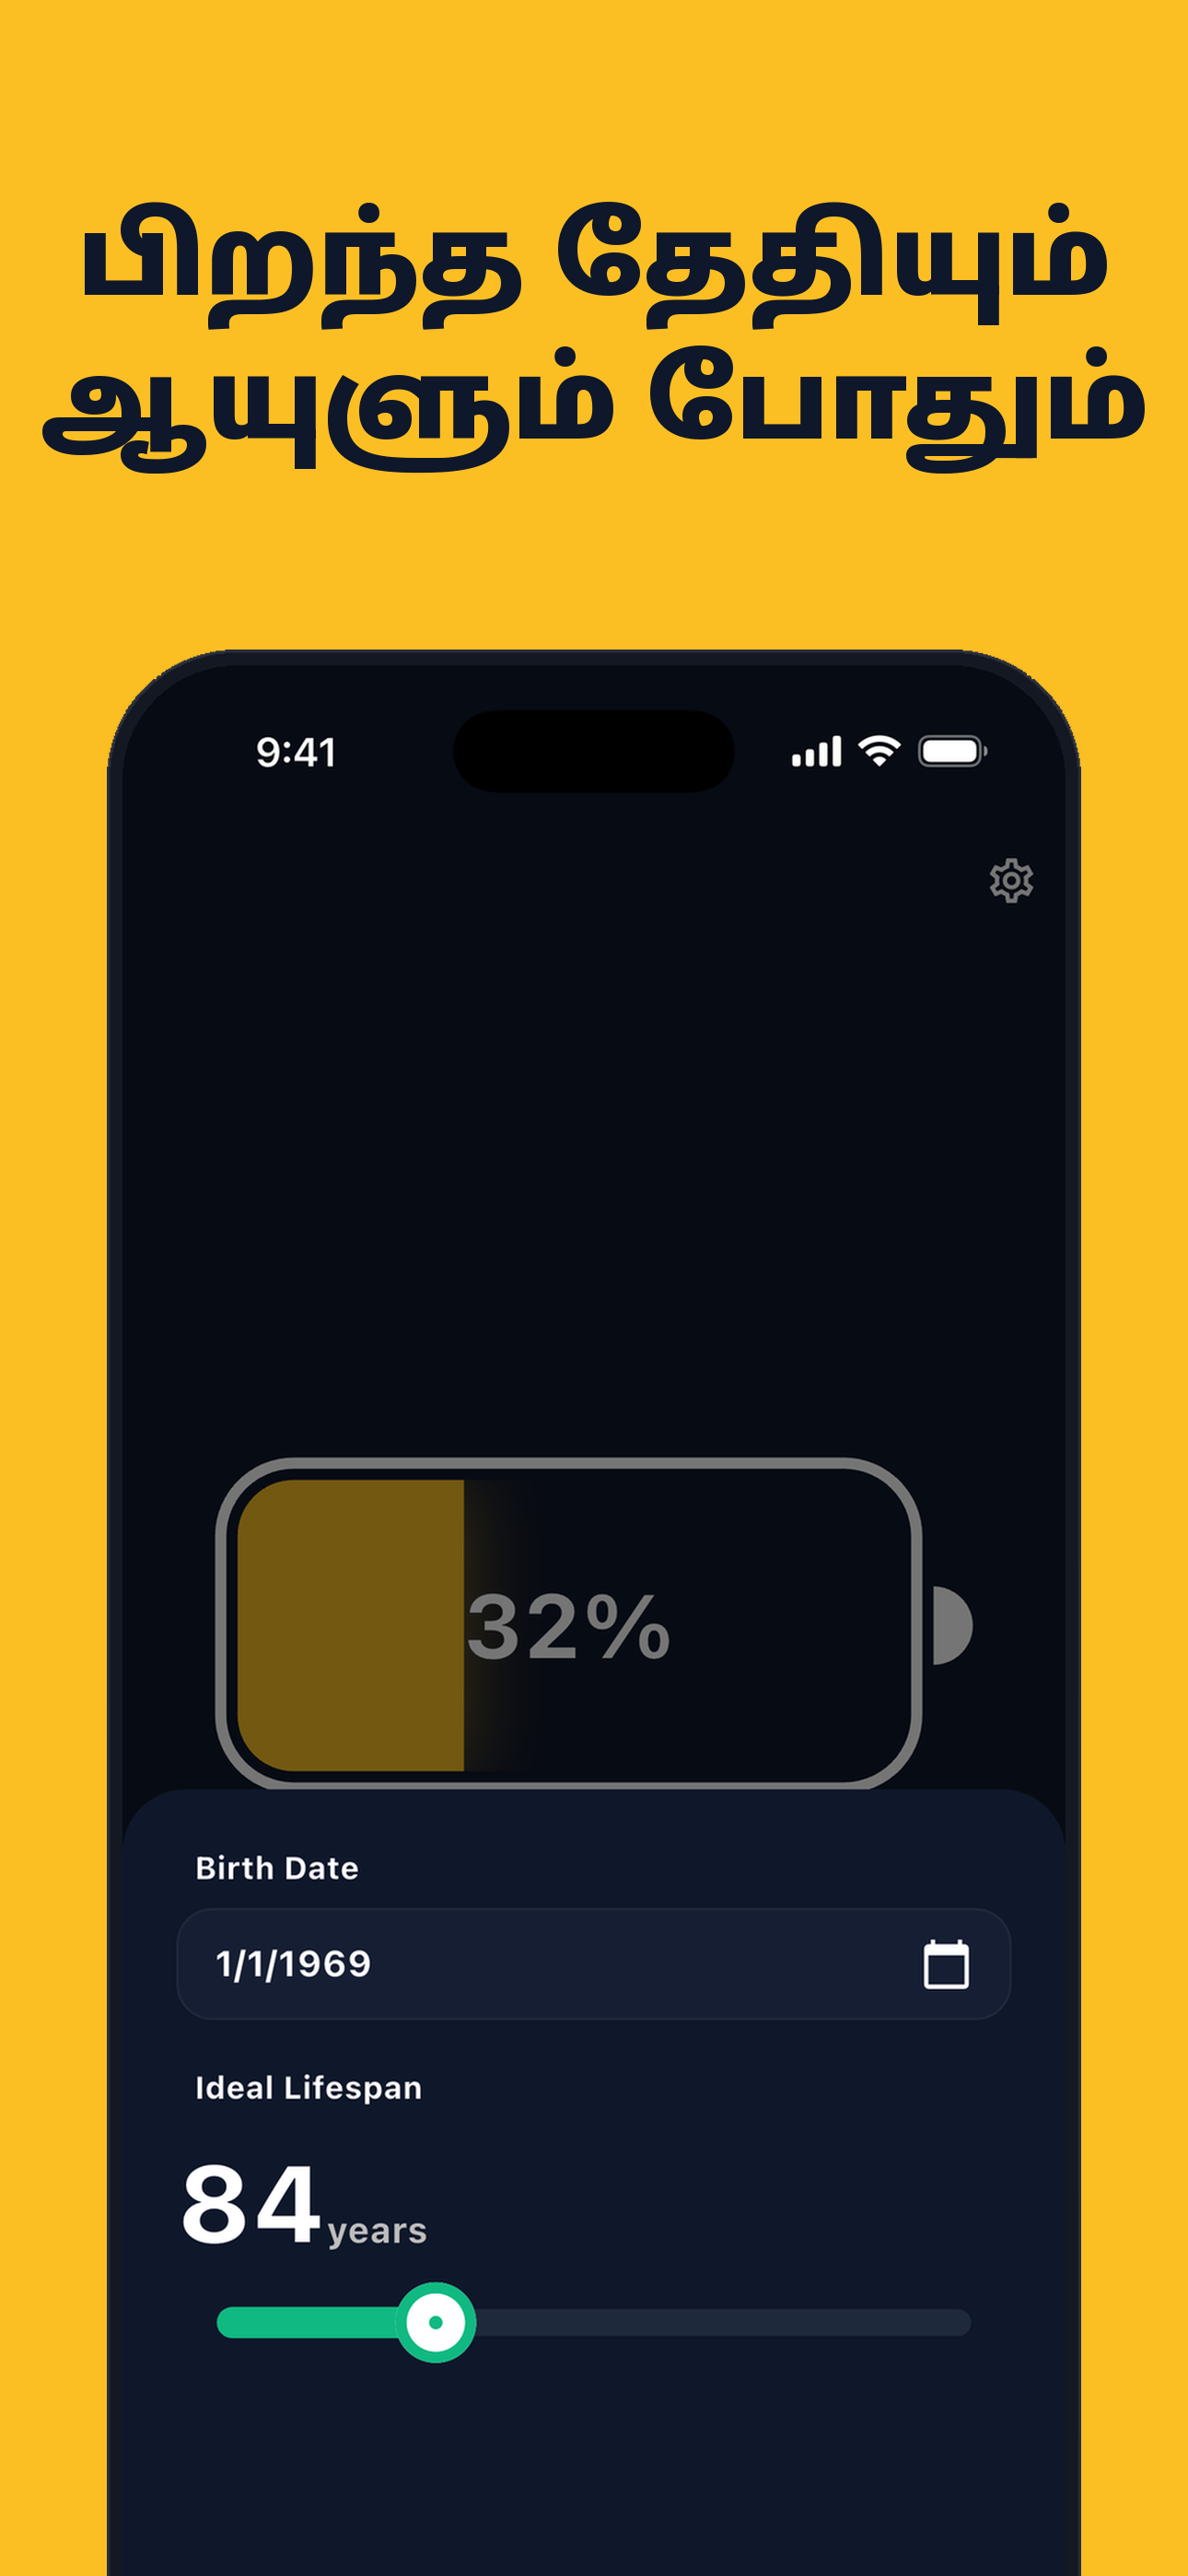 பிறந்த தேதியும்
ஆயுளும் போதும்
9:41
32%
Birth Date
1/1/1969
Ideal Lifespan
84 years